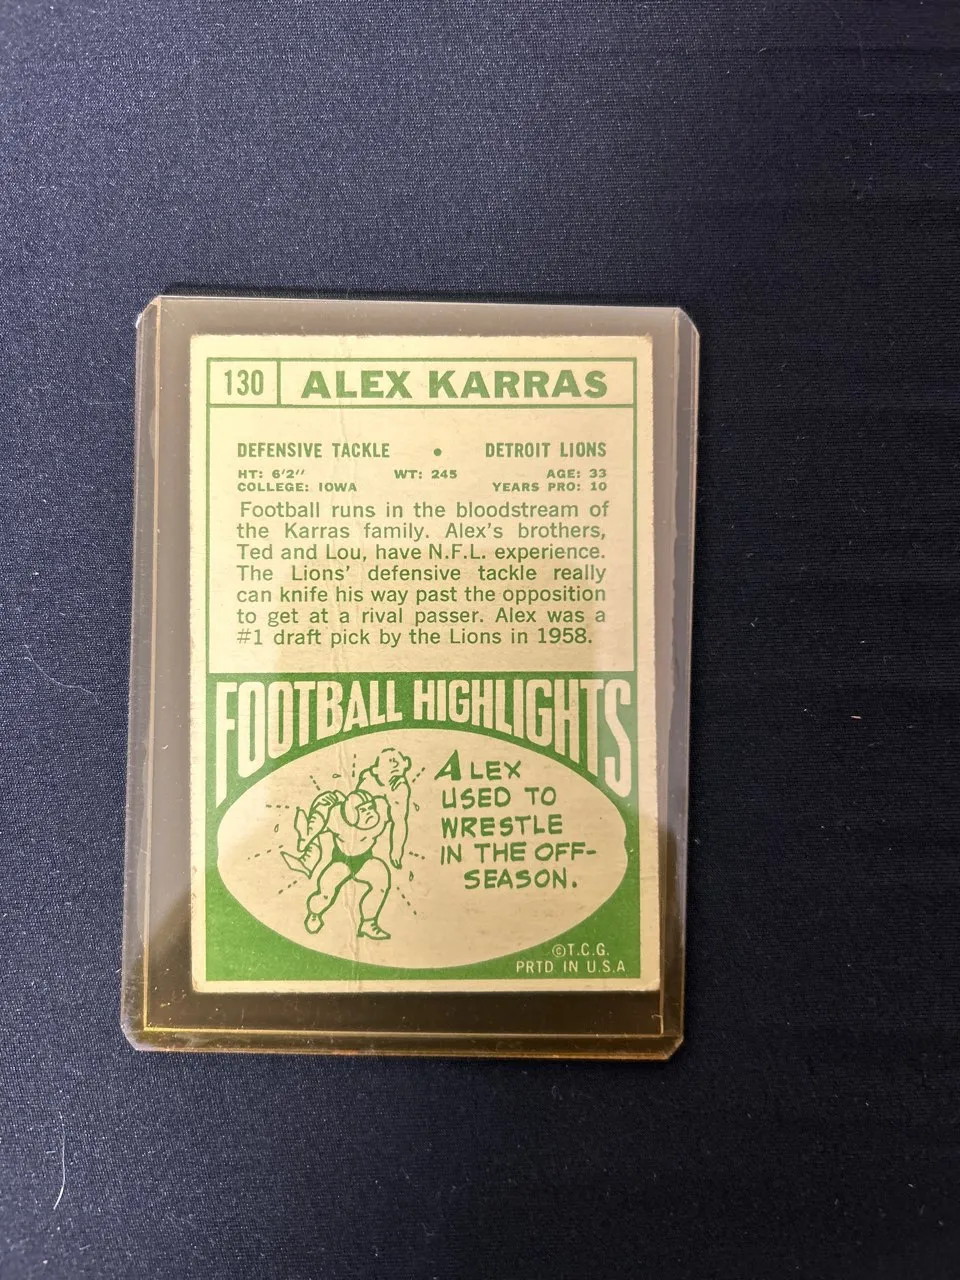 130 ALEX KARRAS
DEFENSIVE TACKLE • DETROIT LIONS
HT: 6'2" WT: 245 AGE: 33
COLLEGE: IOWA YEARS PRO: 10
Football runs in the bloodstream of
the Karras family. Alex's brothers,
Ted and Lou, have N.F.L. experience.
The Lions' defensive tackle really
can knife his way past the opposition
to get at a rival passer. Alex was a
#1 draft pick by the Lions in 1958.
FOOTBALL HIGHLIGHTS
ALEX
USED TO
WRESTLE
IN THE OFF-
SEASON.
©T.C.G.
PRTD IN U.S.A